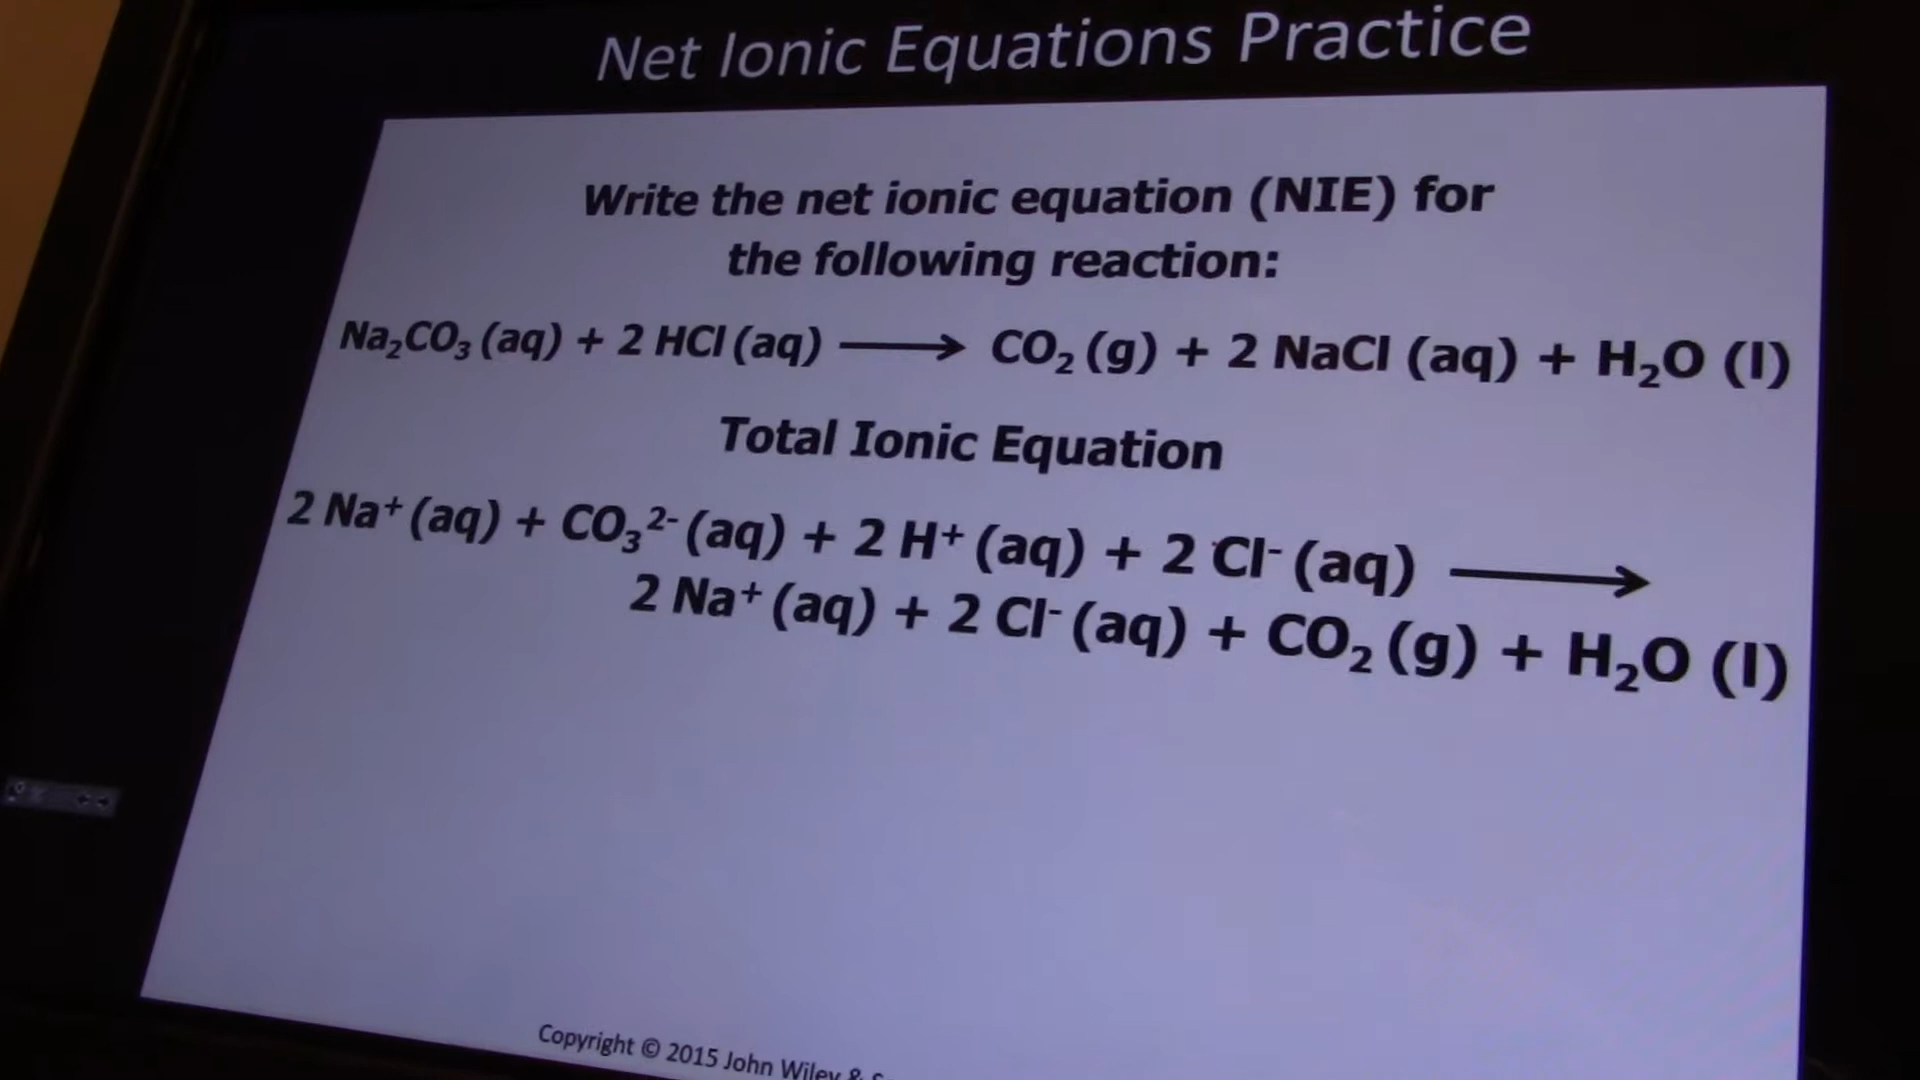 Net Ionic Equations Practice
Write the net ionic equation (NIE) for
the following reaction:
Na₂CO₃ (aq) + 2 HCl (aq) ⟶ CO₂ (g) + 2 NaCl (aq) + H₂O (l)
Total Ionic Equation
2 Na⁺ (aq) + CO₃²⁻ (aq) + 2 H⁺ (aq) + 2 Cl⁻ (aq) ⟶
2 Na⁺ (aq) + 2 Cl⁻ (aq) + CO₂ (g) + H₂O (l)
Copyright © 2015 John Wiley &